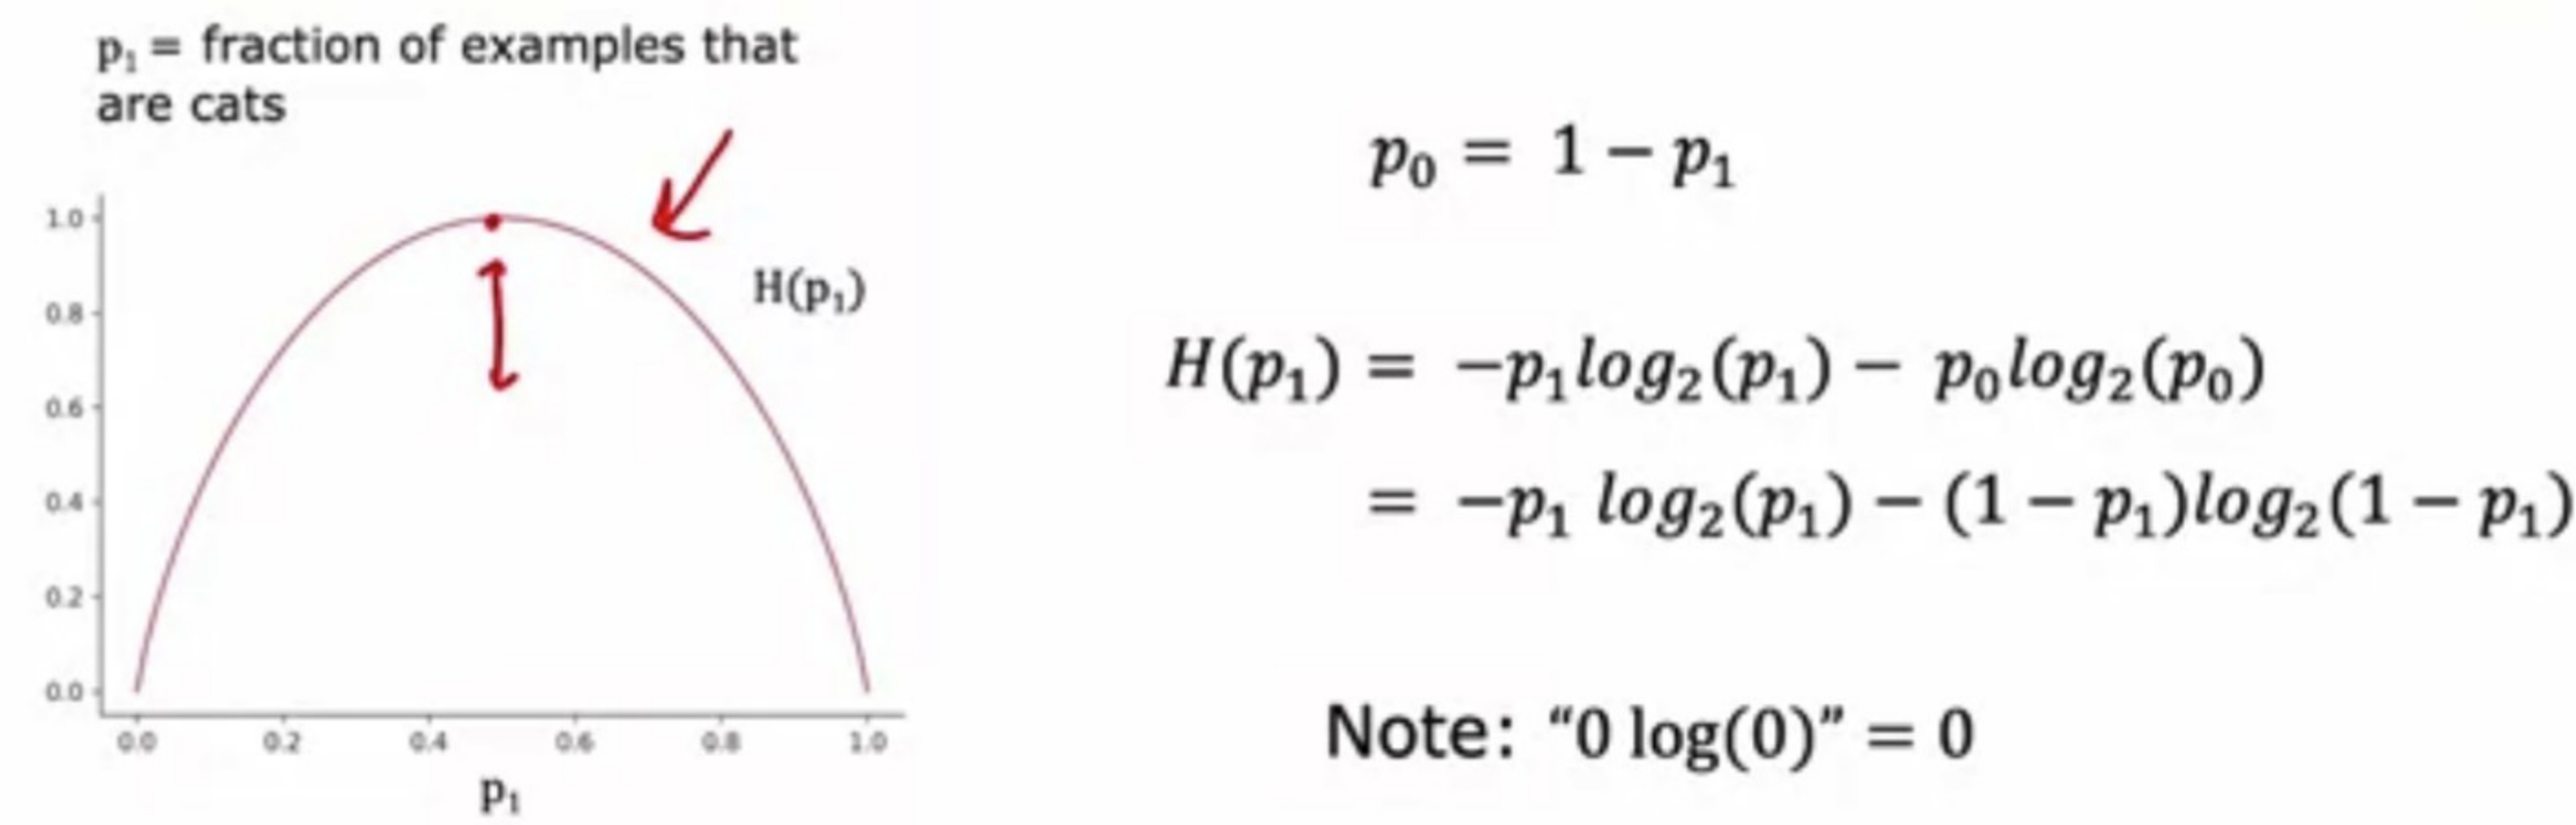 p₁ = fraction of examples that
are cats
1.0
0.8
0.6
0.4
0.2
0.0
H(p₁)
0.0 0.2 0.4 0.6 0.8 1.0
p₁
p₀ = 1 − p₁
H(p₁) = −p₁log₂(p₁) − p₀log₂(p₀)
= −p₁ log₂(p₁) − (1 − p₁)log₂(1 − p₁)
Note: “0 log(0)” = 0